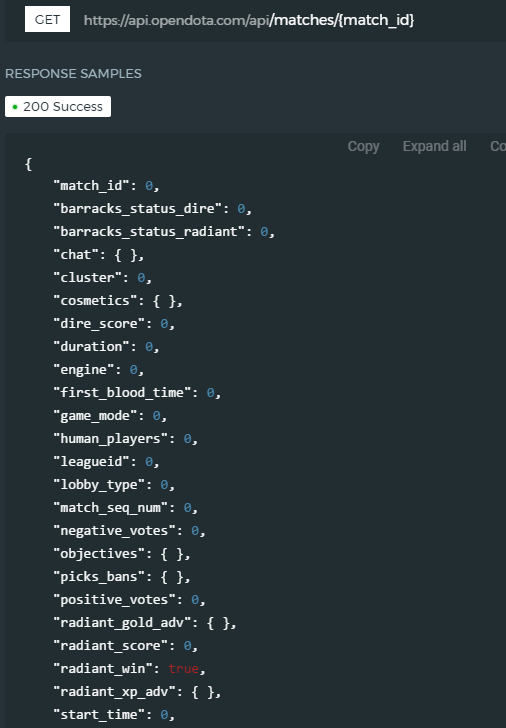 GET https://api.opendota.com/api/matches/{match_id}
RESPONSE SAMPLES
200 Success
Copy Expand all Co
{
"match_id": 0,
"barracks_status_dire": 0,
"barracks_status_radiant": 0,
"chat": { },
"cluster": 0,
"cosmetics": { },
"dire_score": 0,
"duration": 0,
"engine": 0,
"first_blood_time": 0,
"game_mode": 0,
"human_players": 0,
"leagueid": 0,
"lobby_type": 0,
"match_seq_num": 0,
"negative_votes": 0,
"objectives": { },
"picks_bans": { },
"positive_votes": 0,
"radiant_gold_adv": { },
"radiant_score": 0,
"radiant_win": true,
"radiant_xp_adv": { },
"start_time": 0,